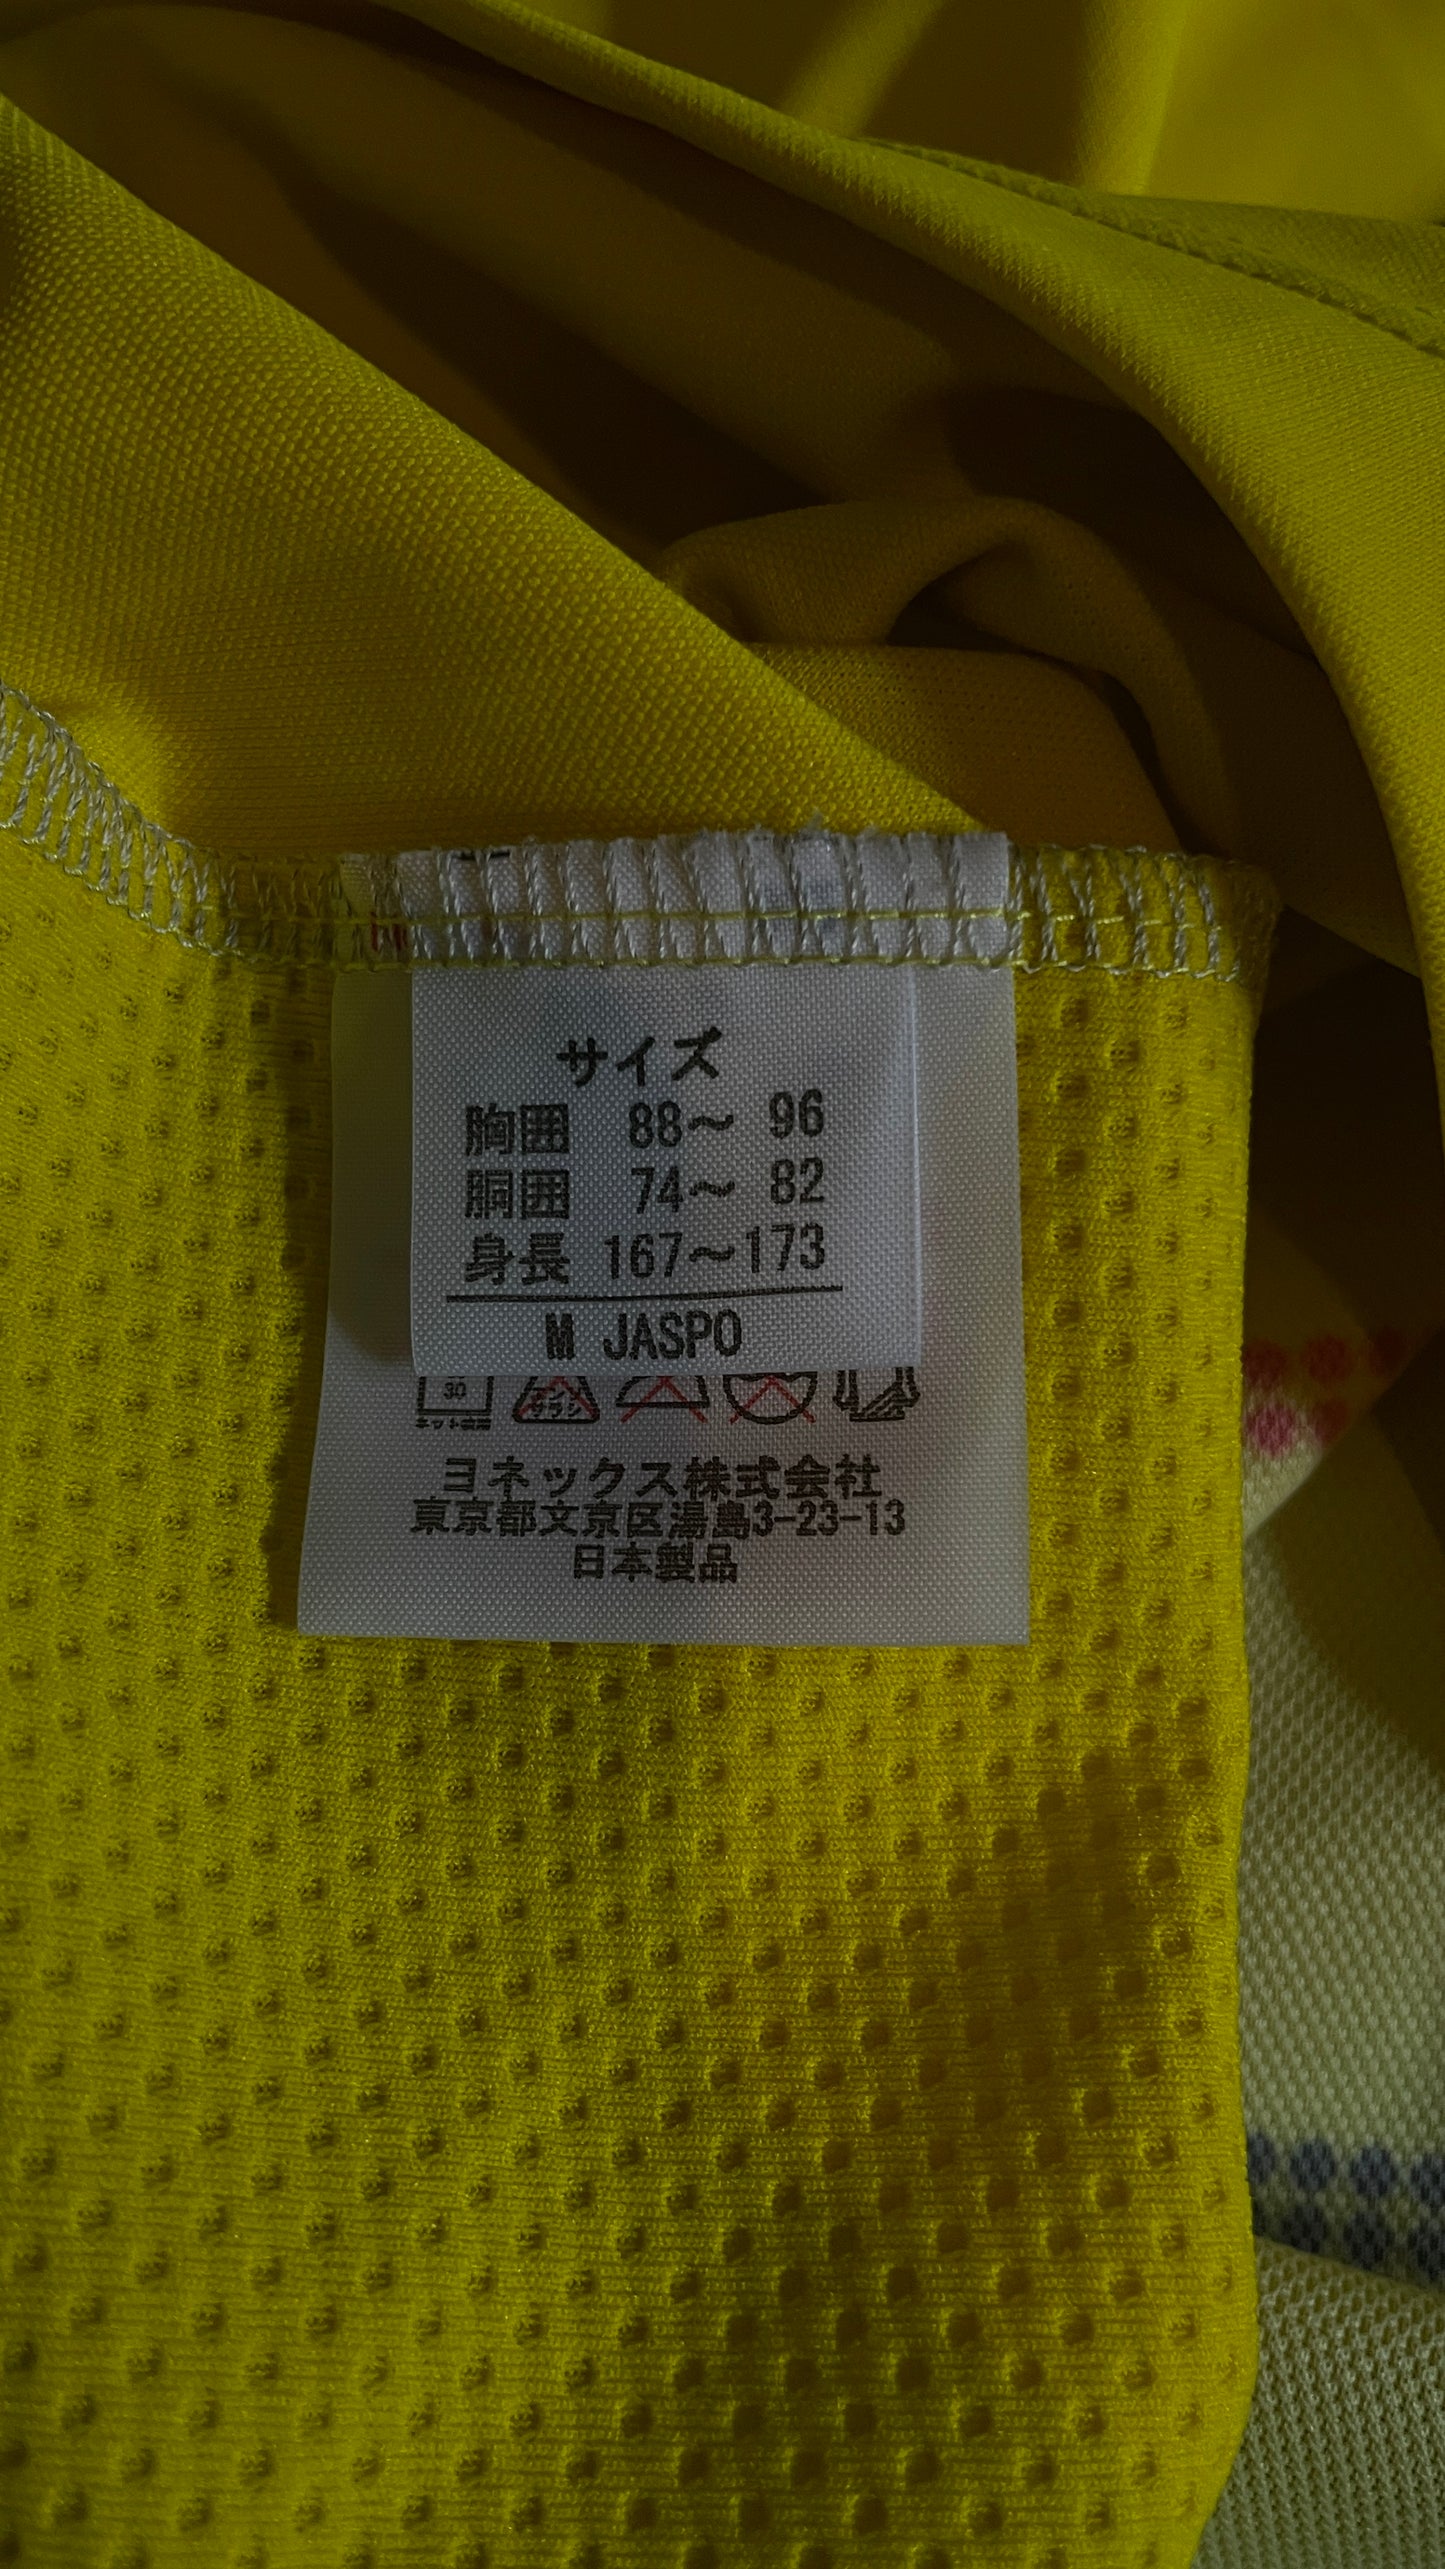 サイズ
胸囲 88～ 96
胴囲 74～ 82
身長 167～173
M JASPO
30
ヨネックス株式会社
東京都文京区湯島3-23-13
日本製品